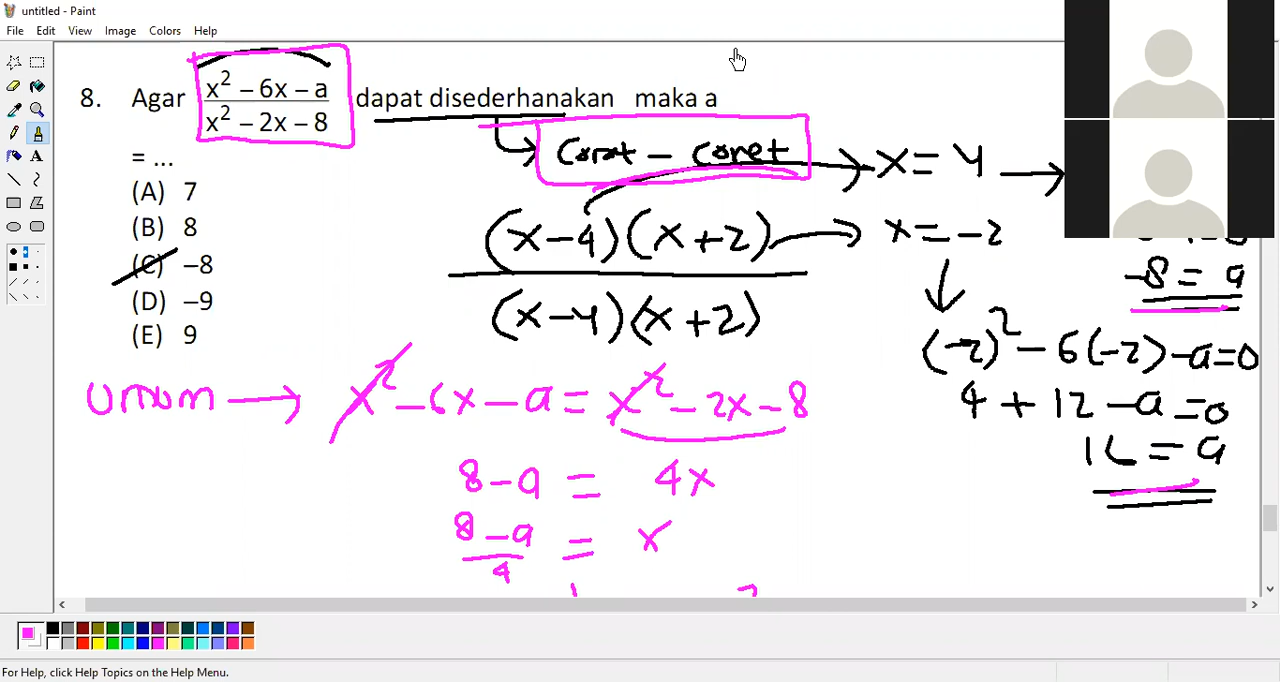 untitled - Paint
File Edit View Image Colors Help
8. Agar x² − 6x − a / x² − 2x − 8 dapat disederhanakan maka a
= ...
(A) 7
(B) 8
(C) −8
(D) −9
(E) 9
Coret - coret → x = 4 →
(x-4)(x+2) → x = -2
(x-4)(x+2)
-8 = a
(-2)² - 6(-2) - a = 0
4 + 12 - a = 0
16 = a
Umum → x² - 6x - a = x² - 2x - 8
8 - a = 4x
8 - a / 4 = x
For Help, click Help Topics on the Help Menu.